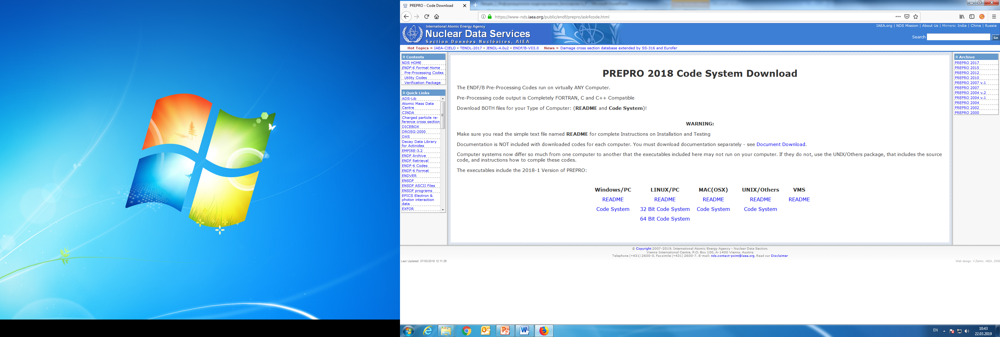 PREPRO - Code Download
https://www-nds.iaea.org/public/endf/prepro/ask4code.html
International Atomic Energy Agency
Nuclear Data Services
Section Données Nucléaires, AIEA
IAEA.org | NDS Mission | About Us | Mirrors: India | China | Russia
Search
Go
Hot Topics » IAEA-CIELO • TENDL-2017 • JENDL-4.0u2 • ENDF/B-VIII.0 News » Damage cross section database extended by SS-316 and Eurofer
Contents
NDS HOME
ENDF-6 Format Home
Pre-Processing Codes
Utility Codes
Verification Package
Quick Links
ADS-Lib
Atomic Mass Data
Centre
CINDA
Charged particle re-
ference cross section
DICEBOX
DROSG-2000
DXS
Decay Data Library
for Actinides
EMPIRE-3.2
ENDF Archive
ENDF Retrieval
ENDF-6 Codes
ENDF-6 Format
ENDVER
ENSDF
ENSDF ASCII Files
ENSDF programs
EPICS Electron &
photon interaction
data
EXFOR
PREPRO 2018 Code System Download
The ENDF/B Pre-Processing Codes run on virtually ANY Computer.
Pre-Processing code output is Completely FORTRAN, C and C++ Compatible
Download BOTH files for your Type of Computer: (README and Code System)!
WARNING:
Make sure you read the simple text file named README for complete Instructions on Installation and Testing
Documentation is NOT included with downloaded codes for each computer. You must download documentation separately - see Document Download.
Computer systems now differ so much from one computer to another that the executables included here may not run on your computer. If they do not, use the UNIX/Others package, that includes the source
code, and instructions how to compile these codes.
The executables include the 2018-1 Version of PREPRO:
Windows/PC LINUX/PC MAC(OSX) UNIX/Others VMS
README README README README README
Code System 32 Bit Code System Code System Code System
64 Bit Code System
Archive
PREPRO 2017
PREPRO 2015
PREPRO 2012
PREPRO 2010
PREPRO 2007 v.1
PREPRO 2007
PREPRO 2004 v.2
PREPRO 2004 v.1
PREPRO 2004
PREPRO 2002
PREPRO 2000
© Copyright 2007-2019, International Atomic Energy Agency - Nuclear Data Section.
Vienna International Centre, P.O. Box 100, A-1400 Vienna, Austria
Telephone (+431) 2600-0. Facsimile (+431) 2600-7. E-mail: nds.contact-point@iaea.org. Read our Disclaimer
Last Updated: 07/03/2018 12:11:26
Web design: V.Zerkin, IAEA, 2008
EN
10:43
22.03.2019